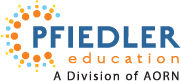 PFIEDLER
education
A Division of AORN